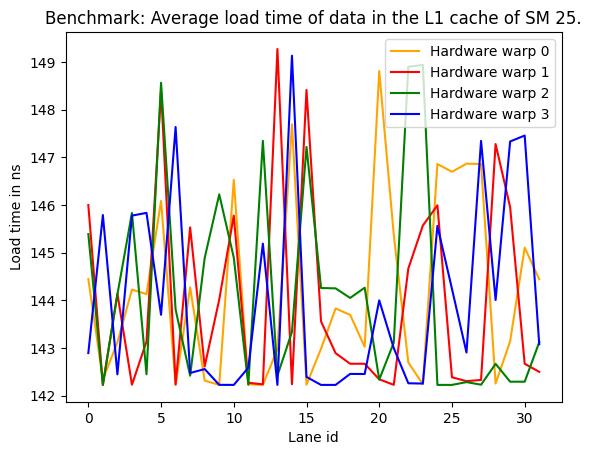 Benchmark: Average load time of data in the L1 cache of SM 25.
Hardware warp 0
Hardware warp 1
Hardware warp 2
Hardware warp 3
Load time in ns
149
148
147
146
145
144
143
142
0 5 10 15 20 25 30
Lane id